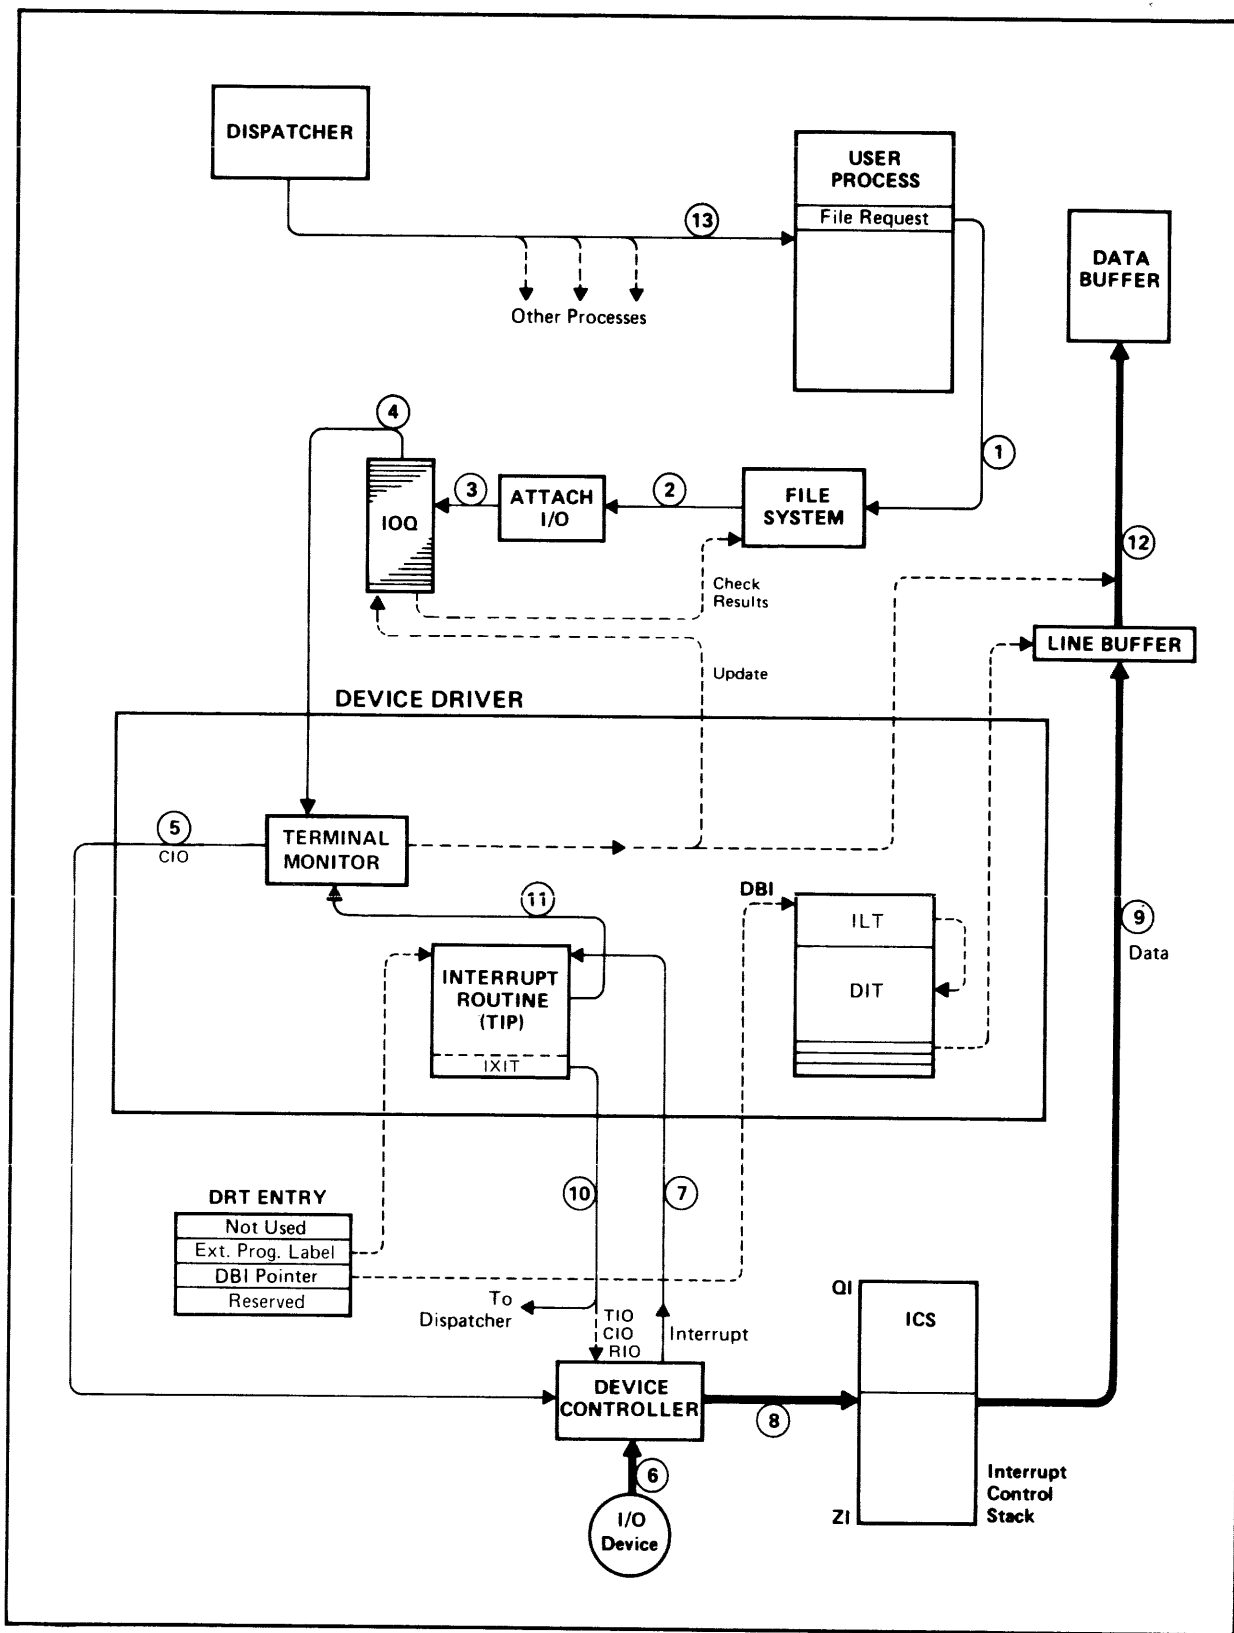 DISPATCHER
USER
PROCESS
File Request
13
DATA
BUFFER
Other Processes
4
1
3
ATTACH
I/O
2
FILE
SYSTEM
IOQ
12
Check
Results
LINE BUFFER
Update
DEVICE DRIVER
5
CIO
TERMINAL
MONITOR
11
DBI
ILT
9
Data
INTERRUPT
ROUTINE
(TIP)
DIT
IXIT
10
7
DRT ENTRY
Not Used
Ext. Prog. Label
DBI Pointer
Reserved
To
Dispatcher
TIO
CIO
RIO
Interrupt
QI
ICS
DEVICE
CONTROLLER
8
6
Interrupt
Control
Stack
ZI
I/O
Device